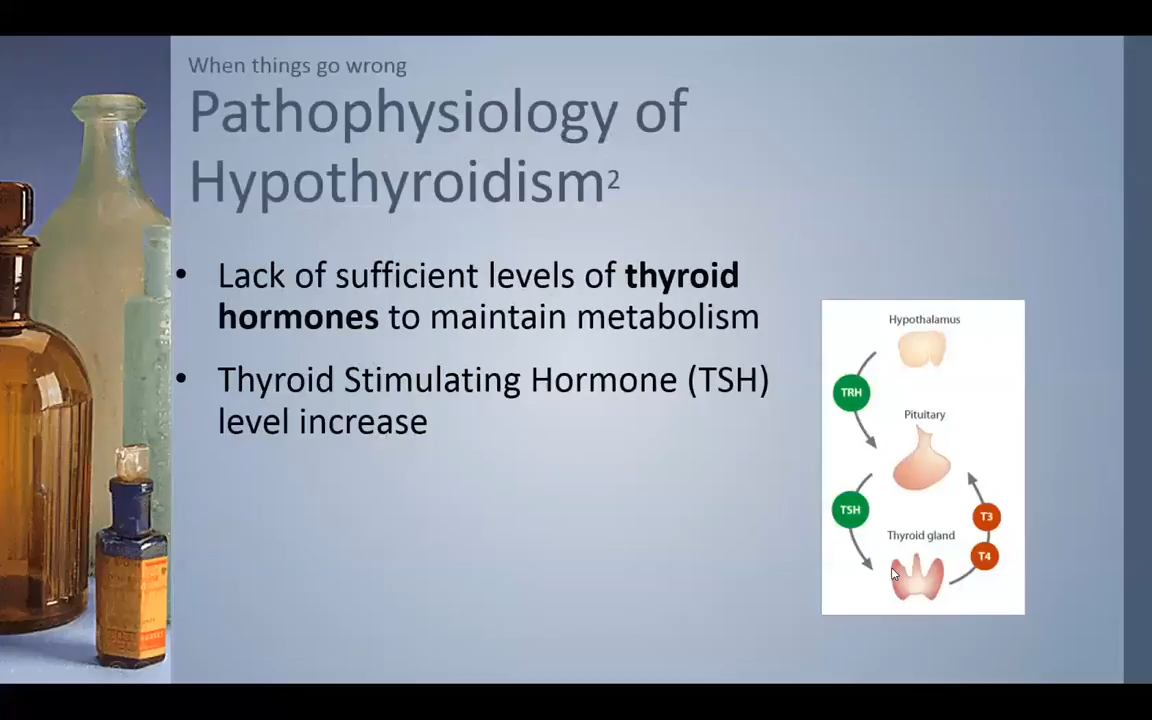 When things go wrong
Pathophysiology of
Hypothyroidism2
• Lack of sufficient levels of thyroid
hormones to maintain metabolism
• Thyroid Stimulating Hormone (TSH)
level increase
Hypothalamus
TRH
Pituitary
TSH
T3
Thyroid gland
T4